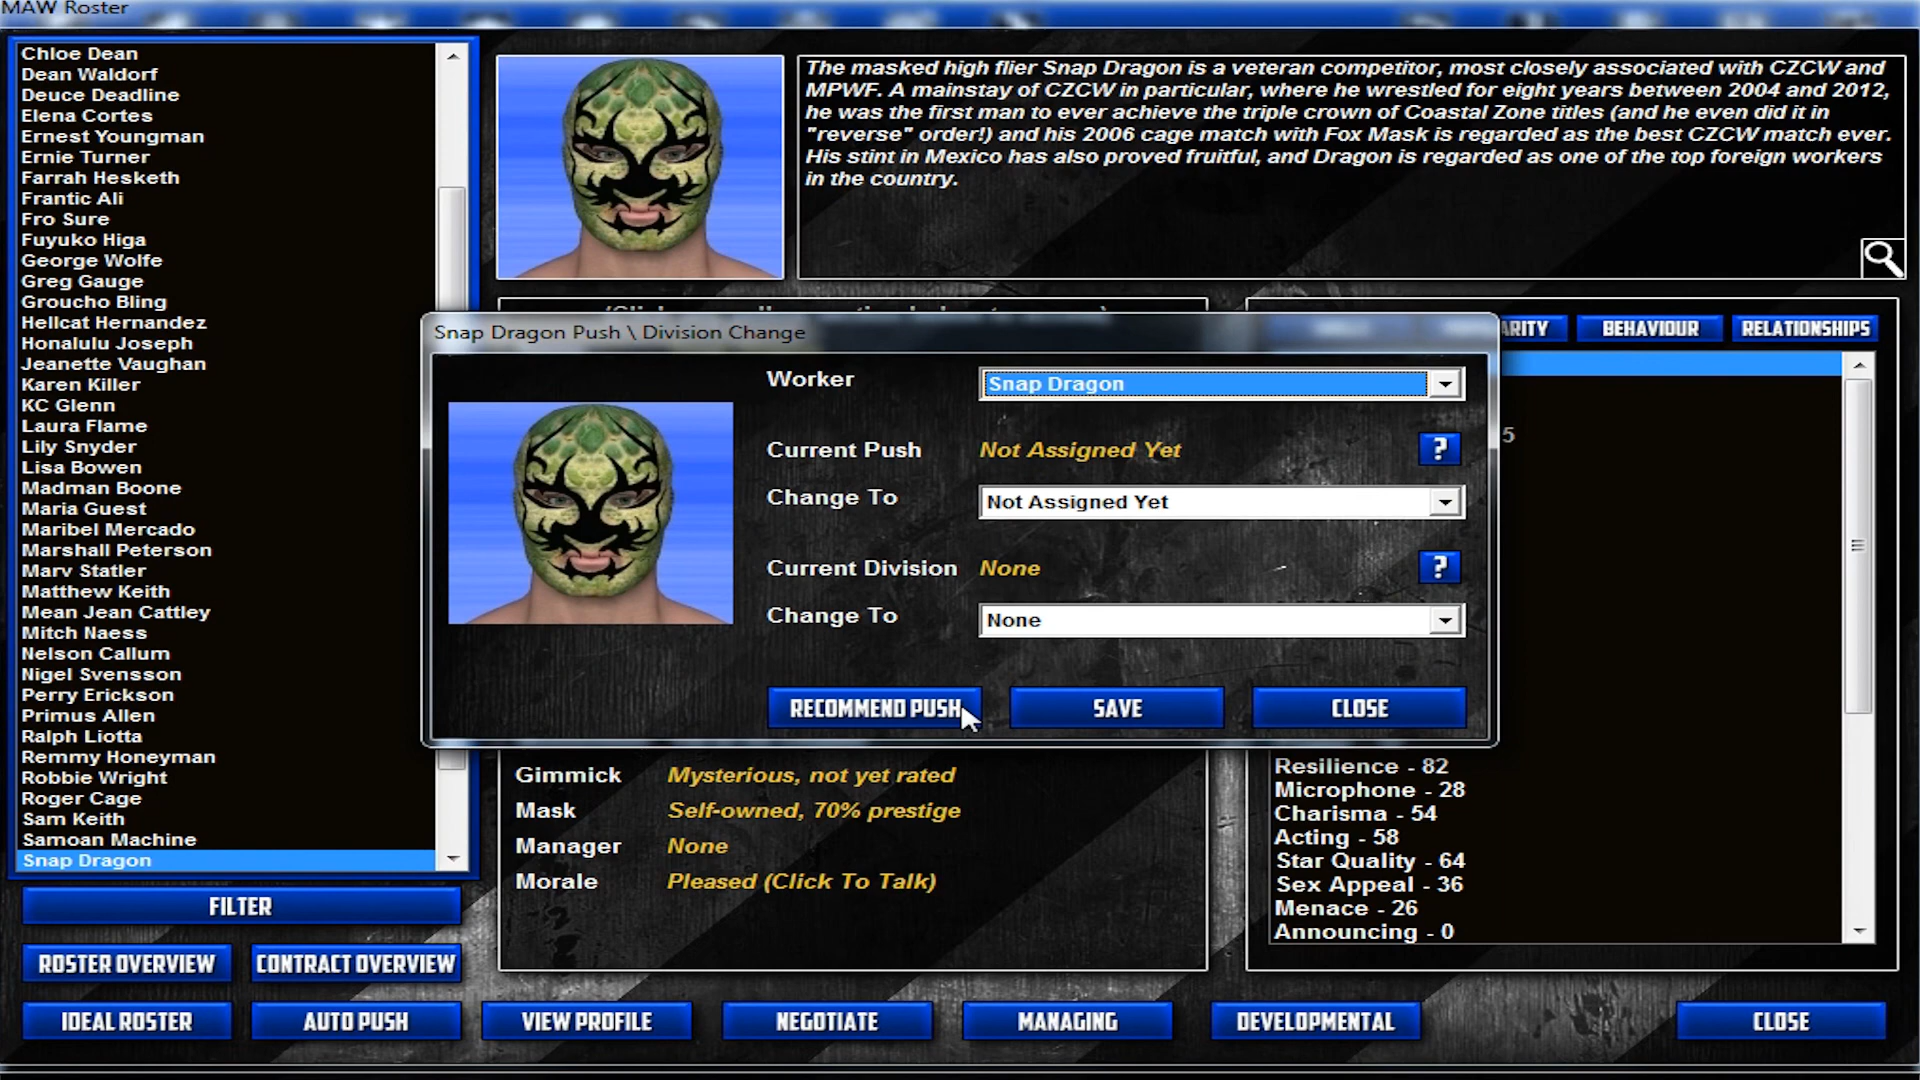 MAW Roster
Chloe Dean
Dean Waldorf
Deuce Deadline
Elena Cortes
Ernest Youngman
Ernie Turner
Farrah Hesketh
Frantic Ali
Fro Sure
Fuyuko Higa
George Wolfe
Greg Gauge
Groucho Bling
Hellcat Hernandez
Honalulu Joseph
Jeanette Vaughan
Karen Killer
KC Glenn
Laura Flame
Lily Snyder
Lisa Bowen
Madman Boone
Maria Guest
Maribel Mercado
Marshall Peterson
Marv Statler
Matthew Keith
Mean Jean Cattley
Mitch Naess
Nelson Callum
Nigel Svensson
Perry Erickson
Primus Allen
Ralph Liotta
Remmy Honeyman
Robbie Wright
Roger Cage
Sam Keith
Samoan Machine
Snap Dragon
FILTER
ROSTER OVERVIEW
CONTRACT OVERVIEW
IDEAL ROSTER
AUTO PUSH
VIEW PROFILE
NEGOTIATE
MANAGING
DEVELOPMENTAL
CLOSE
The masked high flier Snap Dragon is a veteran competitor, most closely associated with CZCW and
MPWF. A mainstay of CZCW in particular, where he wrestled for eight years between 2004 and 2012,
he was the first man to ever achieve the triple crown of Coastal Zone titles (and he even did it in
"reverse" order!) and his 2006 cage match with Fox Mask is regarded as the best CZCW match ever.
His stint in Mexico has also proved fruitful, and Dragon is regarded as one of the top foreign workers
in the country.
ARITY
BEHAVIOUR
RELATIONSHIPS
5
Snap Dragon Push \ Division Change
Worker
Snap Dragon
Current Push
Not Assigned Yet
?
Change To
Not Assigned Yet
Current Division
None
?
Change To
None
RECOMMEND PUSH
SAVE
CLOSE
Gimmick
Mysterious, not yet rated
Mask
Self-owned, 70% prestige
Manager
None
Morale
Pleased (Click To Talk)
Resilience - 82
Microphone - 28
Charisma - 54
Acting - 58
Star Quality - 64
Sex Appeal - 36
Menace - 26
Announcing - 0